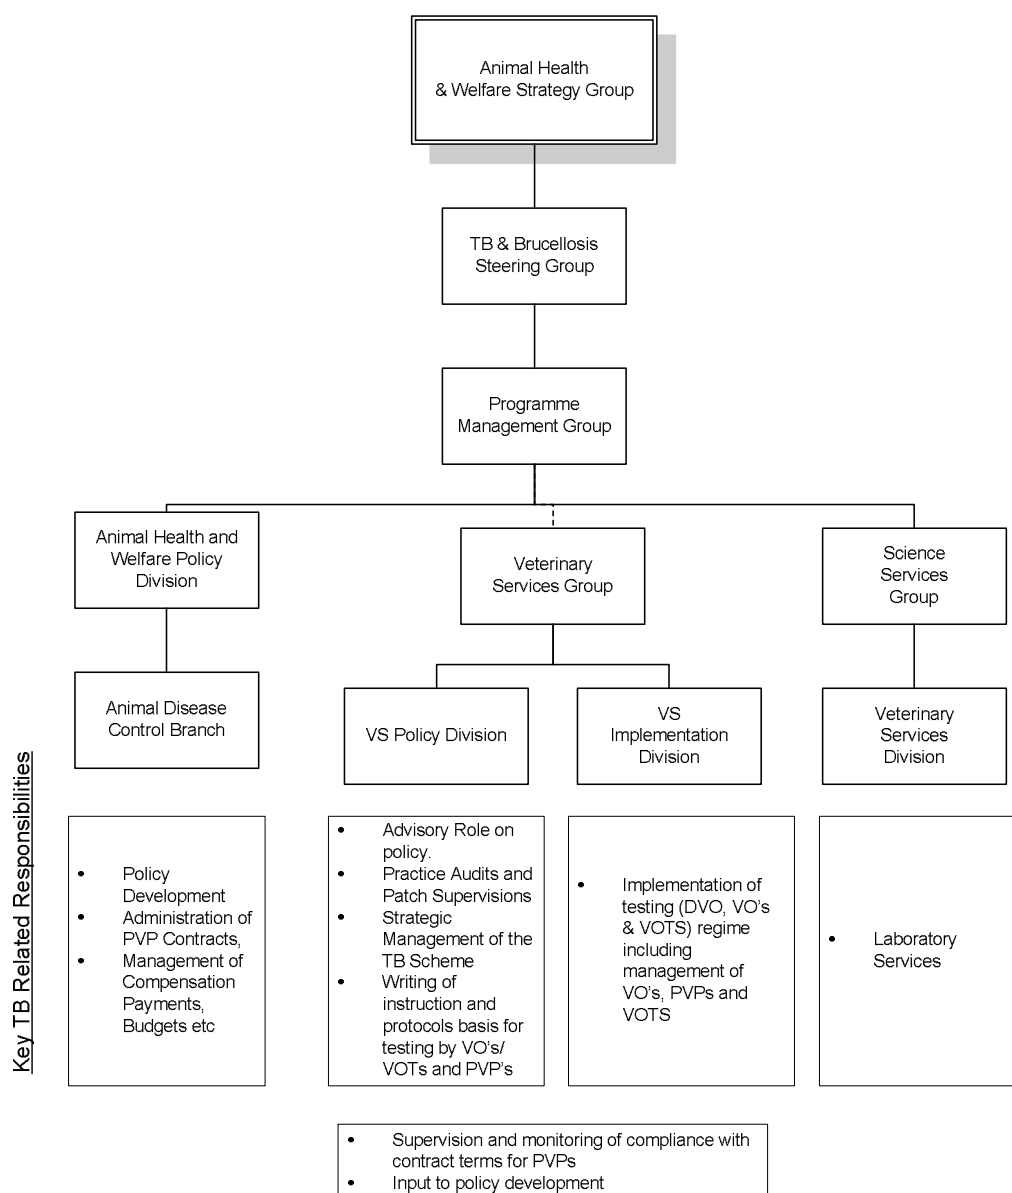 Animal Health
& Welfare Strategy Group
TB & Brucellosis
Steering Group
Programme
Management Group
Animal Health and
Welfare Policy
Division
Veterinary
Services Group
Science
Services
Group
Animal Disease
Control Branch
VS Policy Division
VS
Implementation
Division
Veterinary
Services
Division
Key TB Related Responsibilities
• Policy
Development
• Administration of
PVP Contracts,
• Management of
Compensation
Payments,
Budgets etc
• Advisory Role on
policy.
• Practice Audits and
Patch Supervisions
• Strategic
Management of the
TB Scheme
• Writing of
instruction and
protocols basis for
testing by VO's/
VOTs and PVP's
• Implementation of
testing (DVO, VO's
& VOTS) regime
including
management of
VO's, PVPs and
VOTS
• Laboratory
Services
• Supervision and monitoring of compliance with
contract terms for PVPs
• Input to policy development